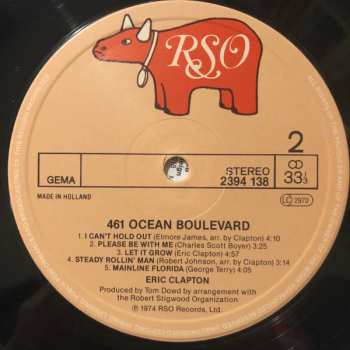 RSO
GEMA
STEREO
2394 138
2
33⅓
MADE IN HOLLAND
LC 2970
461 OCEAN BOULEVARD
1. I CAN'T HOLD OUT (Elmore James, arr. by Clapton) 4:10
2. PLEASE BE WITH ME (Charles Scott Boyer) 3:25
3. LET IT GROW (Eric Clapton) 4:57
4. STEADY ROLLIN' MAN (Robert Johnson, arr. by Clapton) 3:14
5. MAINLINE FLORIDA (George Terry) 4:01
ERIC CLAPTON
Produced by Tom Dowd by arrangement with
the Robert Stigwood Organization
℗ 1974 RSO Records, Ltd.